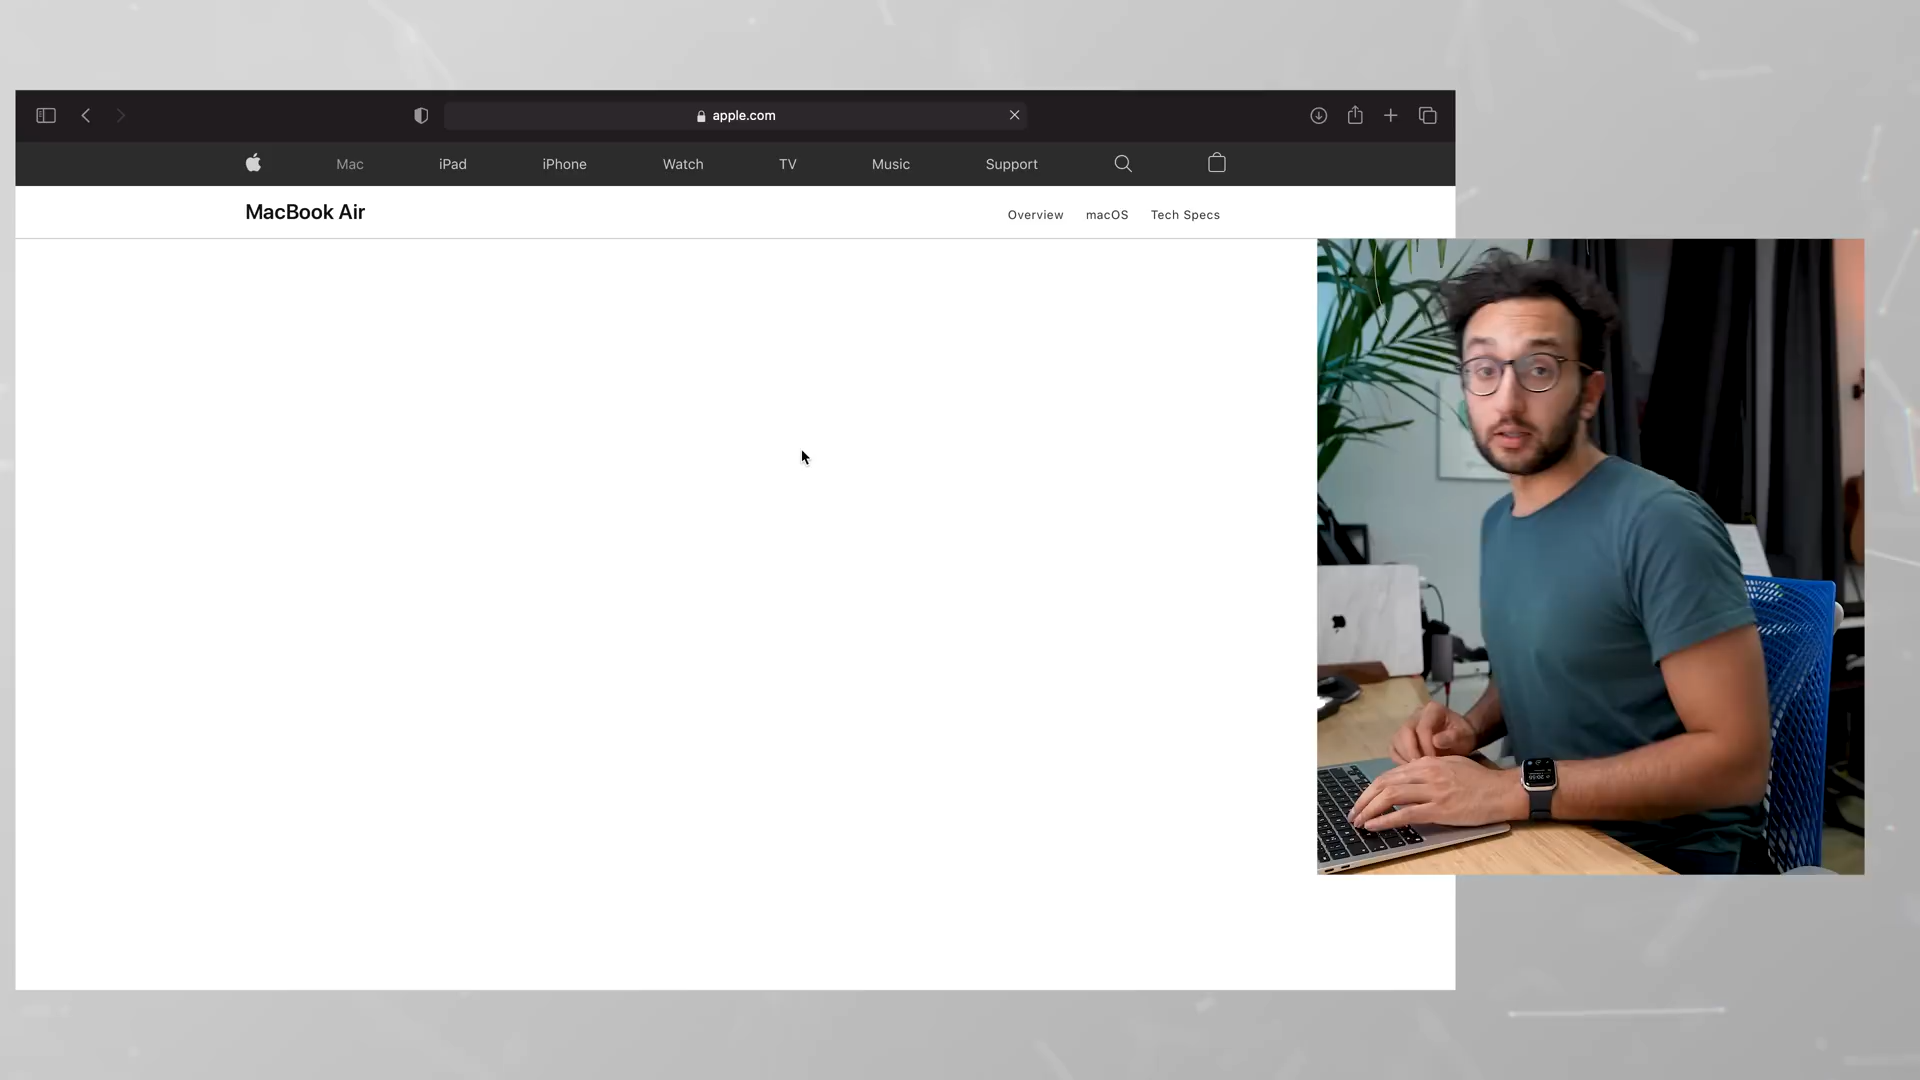 apple.com
Mac iPad iPhone Watch TV Music Support
MacBook Air
Overview macOS Tech Specs